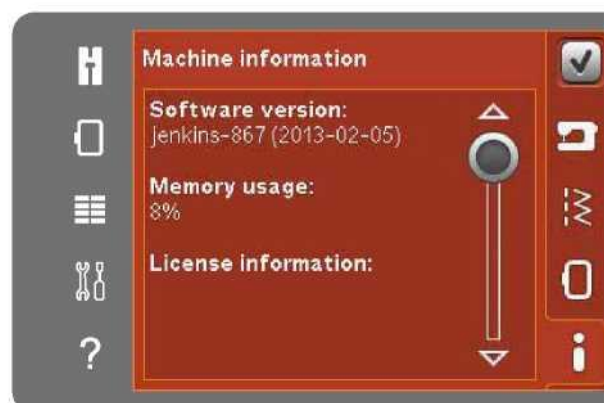 Machine information
Software version:
jenkins-867 (2013-02-05)
Memory usage:
8%
License information:
?
i